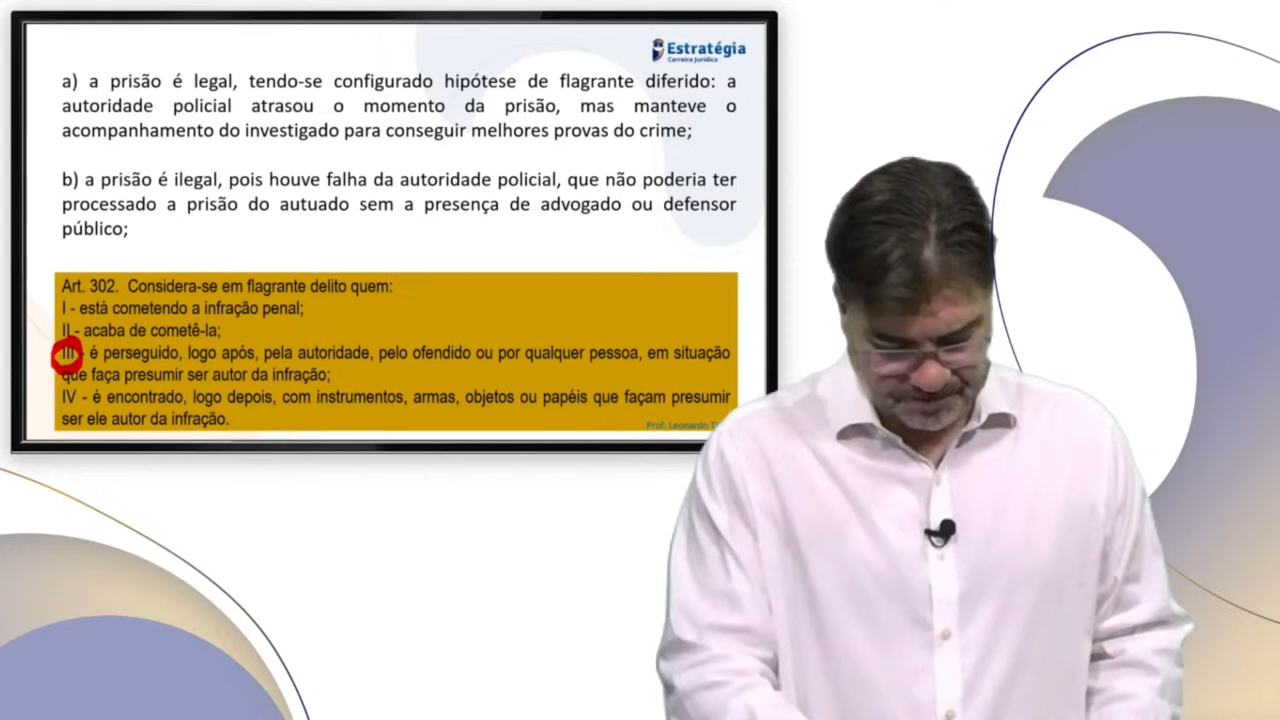 Estratégia
Carreira Jurídica
a) a prisão é legal, tendo-se configurado hipótese de flagrante diferido: a
autoridade policial atrasou o momento da prisão, mas manteve o
acompanhamento do investigado para conseguir melhores provas do crime;
b) a prisão é ilegal, pois houve falha da autoridade policial, que não poderia ter
processado a prisão do autuado sem a presença de advogado ou defensor
público;
Art. 302. Considera-se em flagrante delito quem:
I - está cometendo a infração penal;
II - acaba de cometê-la;
III - é perseguido, logo após, pela autoridade, pelo ofendido ou por qualquer pessoa, em situação
que faça presumir ser autor da infração;
IV - é encontrado, logo depois, com instrumentos, armas, objetos ou papéis que façam presumir
ser ele autor da infração.
Prof. Leonardo